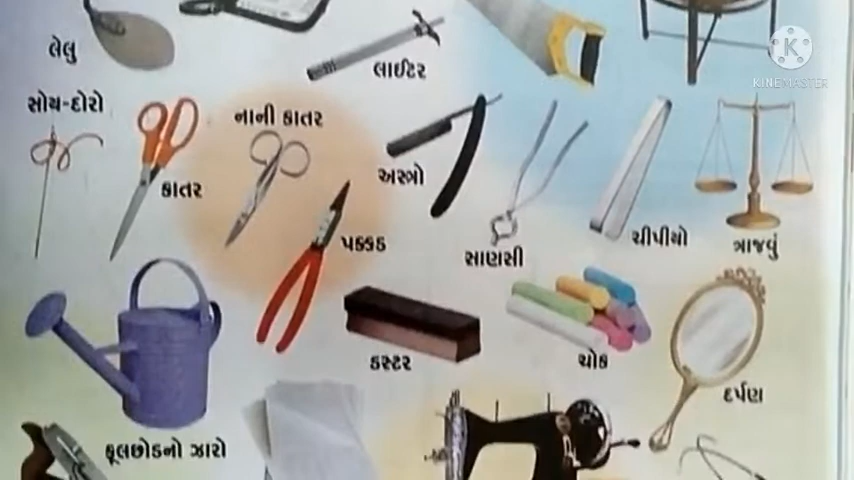 લેલુ
લાઈટર
K
KINEMASTER
સોય-દોરો
નાની કાતર
કાતર
અસ્ત્રો
પક્કડ
સાણસી
ચીપીયો
ત્રાજવું
ડસ્ટર
ચોક
દર્પણ
ફૂલછોડનો ઝારો